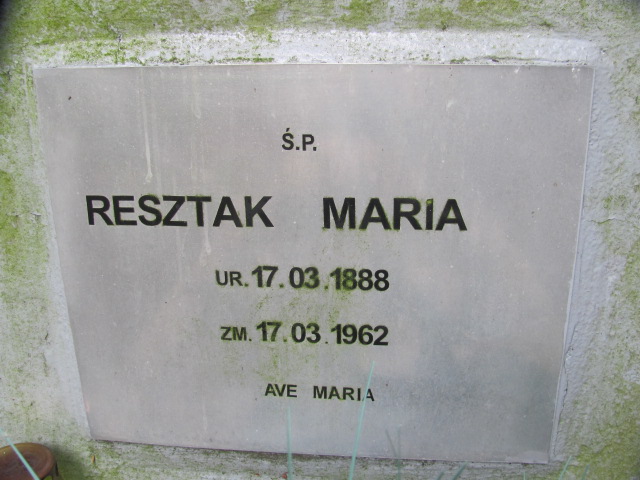 Ś.P.
RESZTAK MARIA
UR. 17.03.1888
ZM. 17.03.1962
AVE MARIA